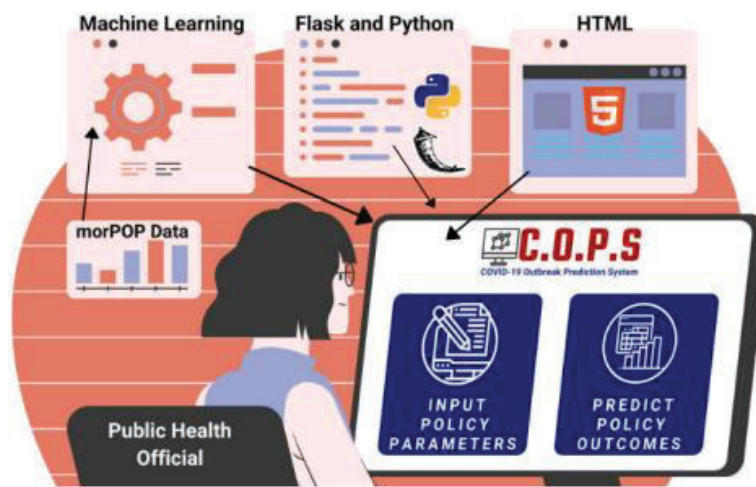 Machine Learning
Flask and Python
HTML
5
morPOP Data
C.O.P.S
COVID-19 Outbreak Prediction System
INPUT
POLICY
PARAMETERS
PREDICT
POLICY
OUTCOMES
Public Health
Official